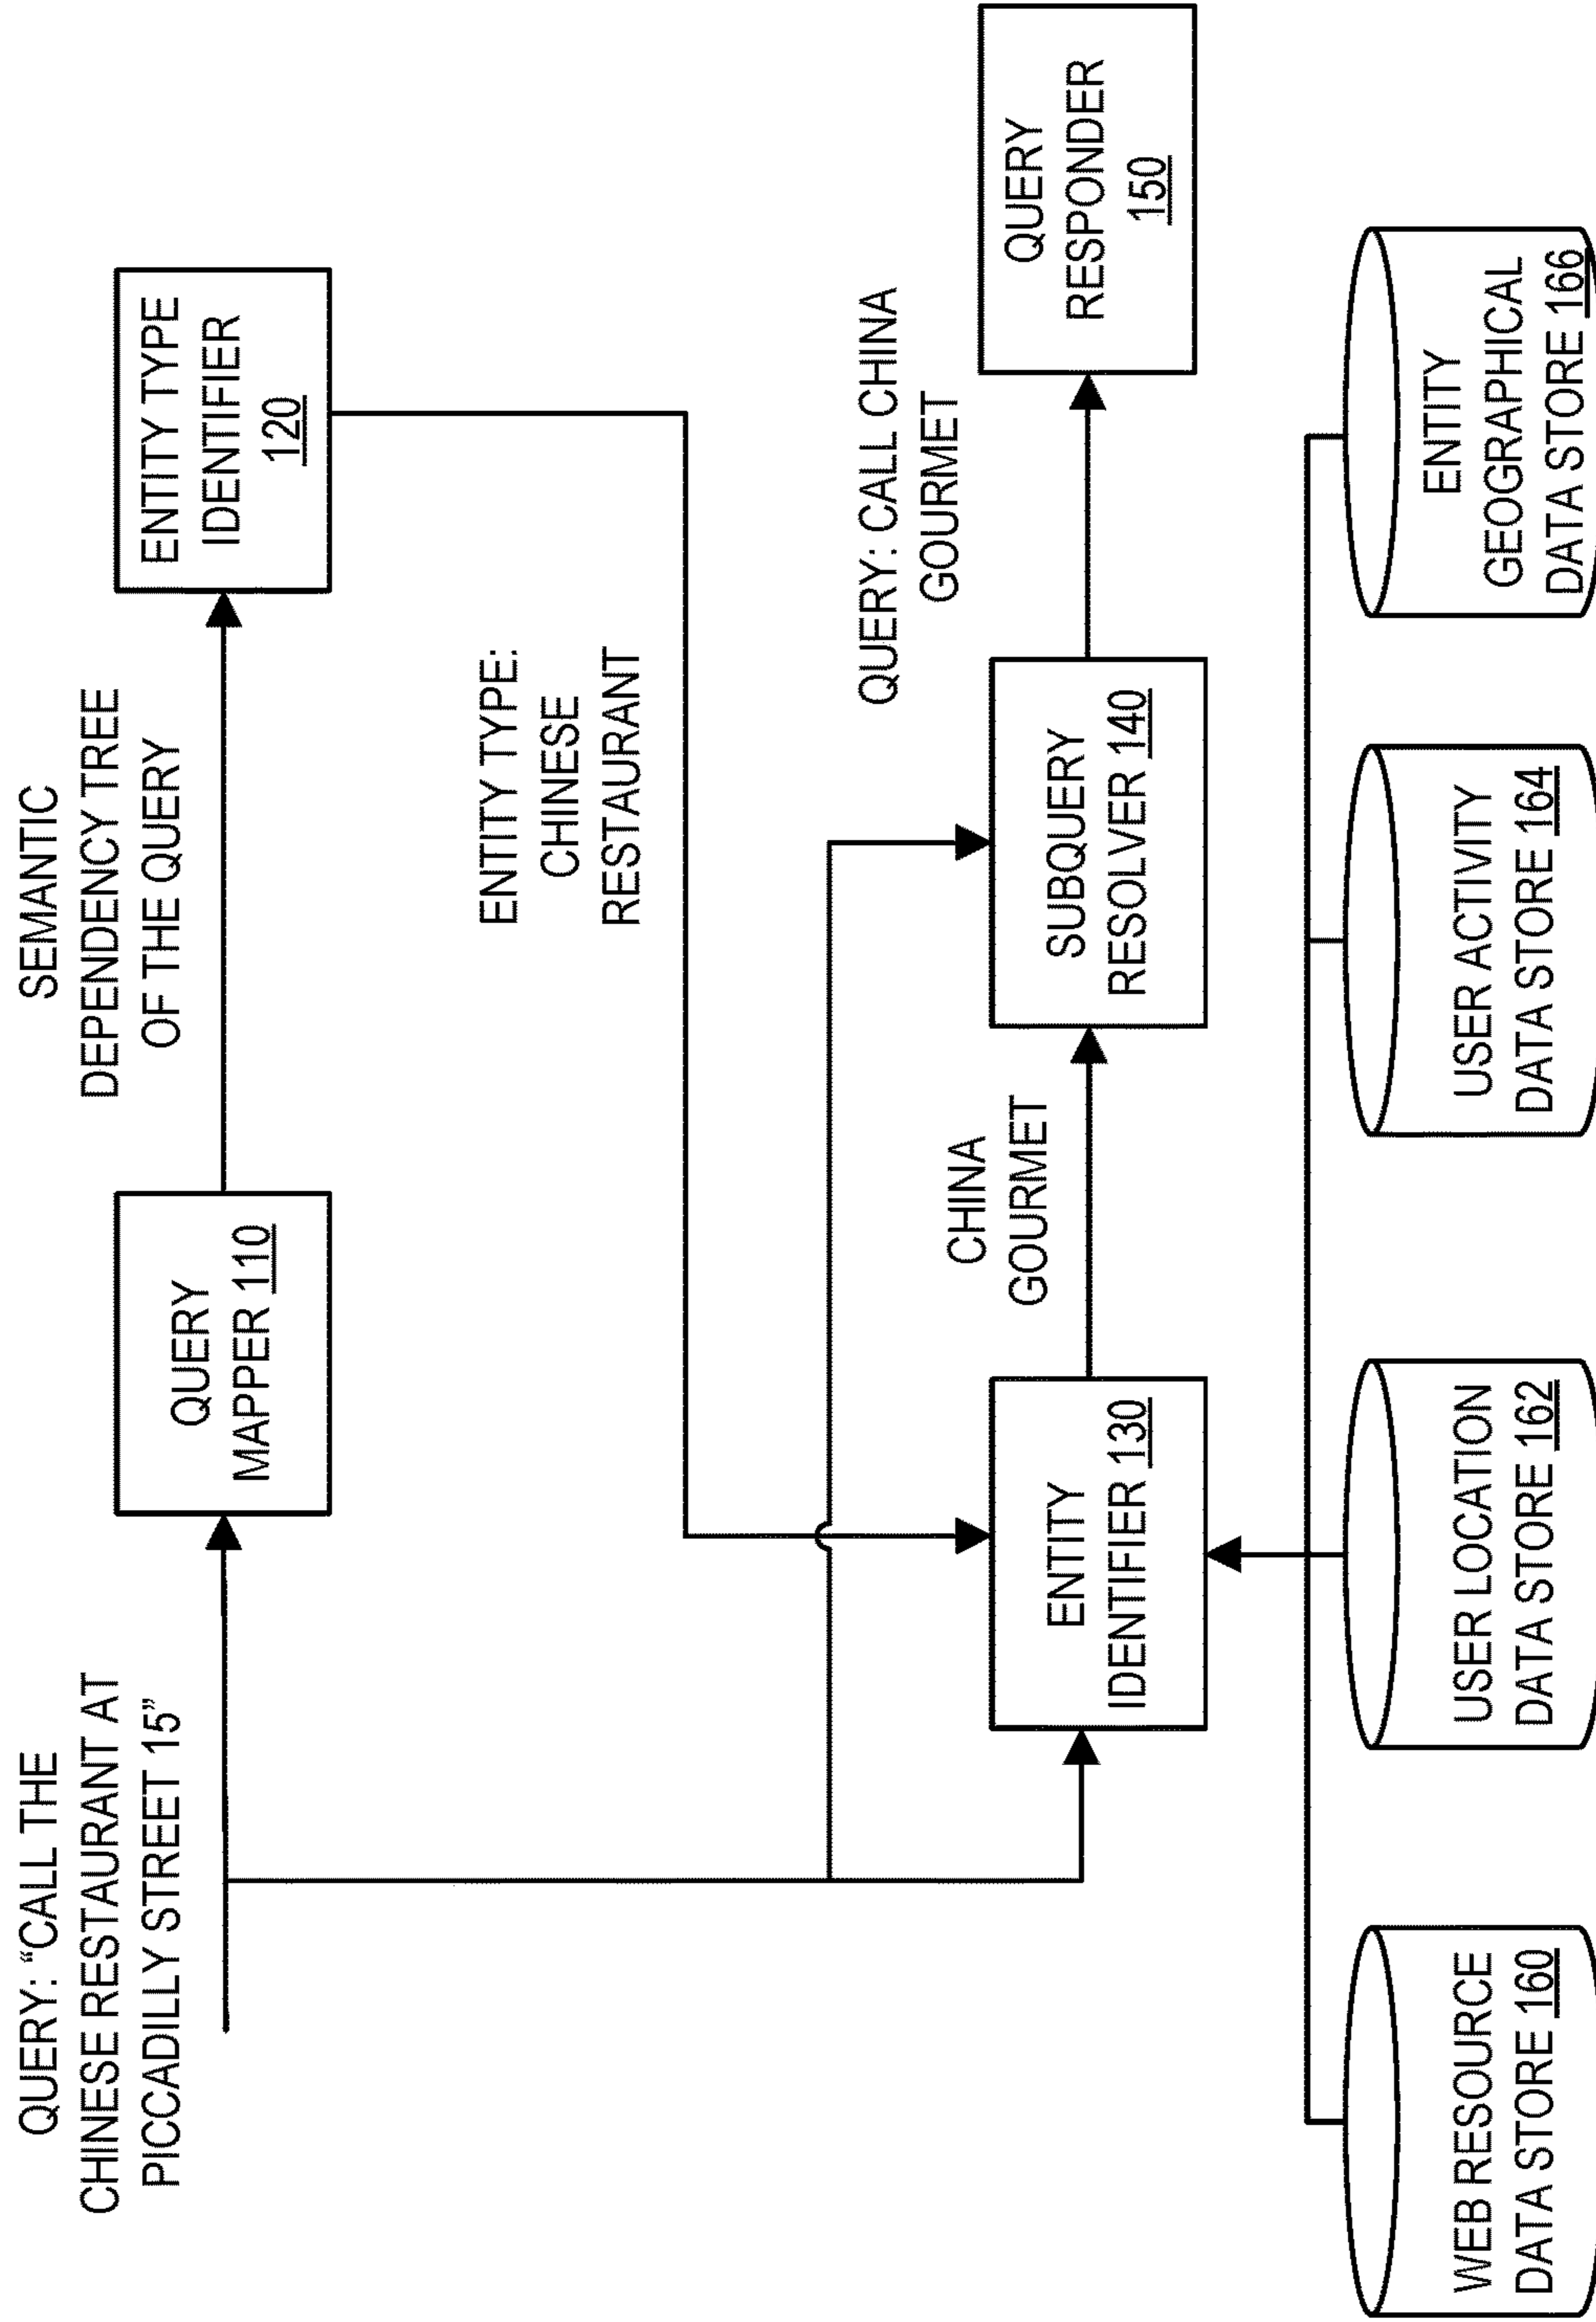 QUERY: “CALL THE
CHINESE RESTAURANT AT
PICCADILLY STREET 15”
QUERY
MAPPER 110
SEMANTIC
DEPENDENCY TREE
OF THE QUERY
ENTITY TYPE
IDENTIFIER
120
ENTITY TYPE:
CHINESE
RESTAURANT
ENTITY
IDENTIFIER 130
CHINA
GOURMET
SUBQUERY
RESOLVER 140
QUERY: CALL CHINA
GOURMET
QUERY
RESPONDER
150
WEB RESOURCE
DATA STORE 160
USER LOCATION
DATA STORE 162
USER ACTIVITY
DATA STORE 164
ENTITY
GEOGRAPHICAL
DATA STORE 166